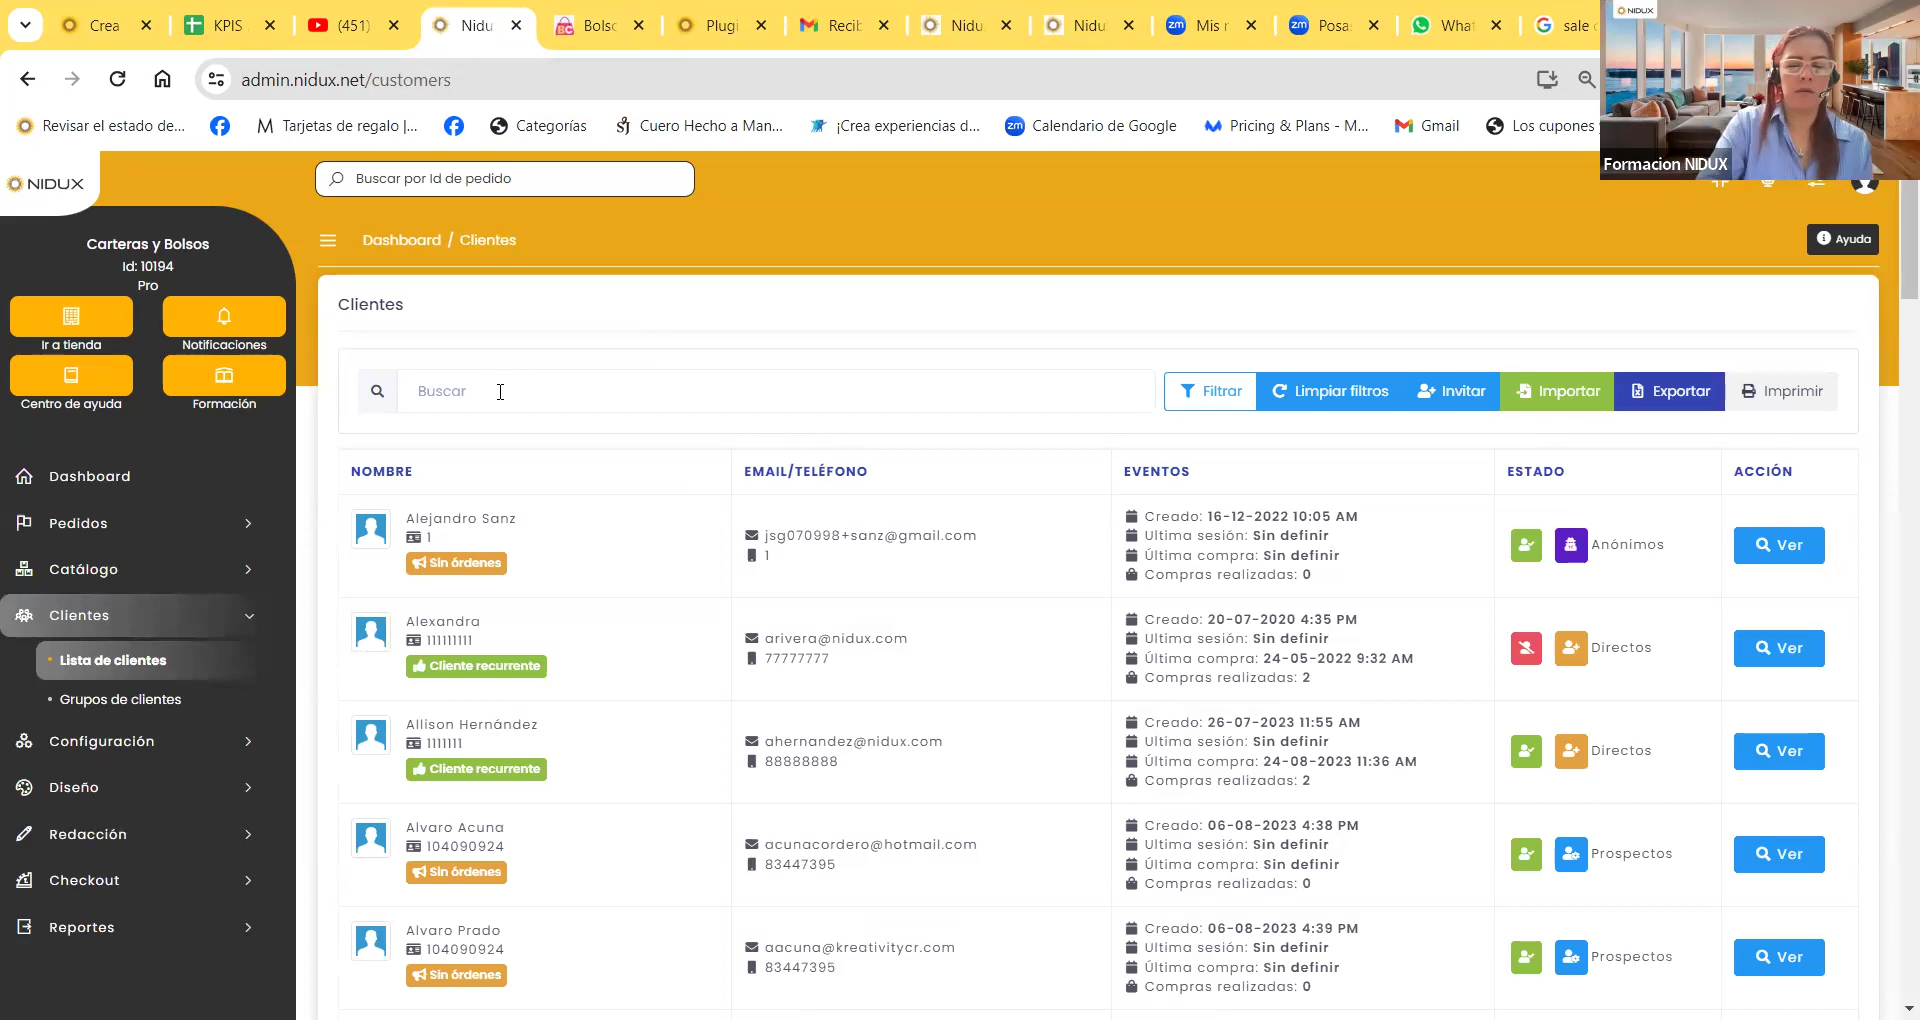 Crea
KPIS
(451)
Nidu
Bolsc
Plugi
Recib
Nidu
Nidu
Mis r
Posa
What
sale
NIDUX
admin.nidux.net/customers
Revisar el estado de...
Tarjetas de regalo |...
Categorías
Cuero Hecho a Man...
¡Crea experiencias d...
Calendario de Google
Pricing & Plans - M...
Gmail
Los cupones
Formacion NIDUX
NIDUX
Buscar por Id de pedido
Carteras y Bolsos
Id: 10194
Pro
Ir a tienda
Notificaciones
Centro de ayuda
Formación
Dashboard
Pedidos
Catálogo
Clientes
Lista de clientes
Grupos de clientes
Configuración
Diseño
Redacción
Checkout
Reportes
Dashboard / Clientes
Ayuda
Clientes
Buscar
Filtrar
Limpiar filtros
Invitar
Importar
Exportar
Imprimir
NOMBRE EMAIL/TELÉFONO EVENTOS ESTADO ACCIÓN
Alejandro Sanz
1
Sin órdenes
jsg070998+sanz@gmail.com
1
Creado: 16-12-2022 10:05 AM
Ultima sesión: Sin definir
Última compra: Sin definir
Compras realizadas: 0
Anónimos
Ver
Alexandra
111111111
Cliente recurrente
arivera@nidux.com
77777777
Creado: 20-07-2020 4:35 PM
Ultima sesión: Sin definir
Última compra: 24-05-2022 9:32 AM
Compras realizadas: 2
Directos
Ver
Allison Hernández
1111111
Cliente recurrente
ahernandez@nidux.com
88888888
Creado: 26-07-2023 11:55 AM
Ultima sesión: Sin definir
Última compra: 24-08-2023 11:36 AM
Compras realizadas: 2
Directos
Ver
Alvaro Acuna
104090924
Sin órdenes
acunacordero@hotmail.com
83447395
Creado: 06-08-2023 4:38 PM
Ultima sesión: Sin definir
Última compra: Sin definir
Compras realizadas: 0
Prospectos
Ver
Alvaro Prado
104090924
Sin órdenes
aacuna@kreativitycr.com
83447395
Creado: 06-08-2023 4:39 PM
Ultima sesión: Sin definir
Última compra: Sin definir
Compras realizadas: 0
Prospectos
Ver